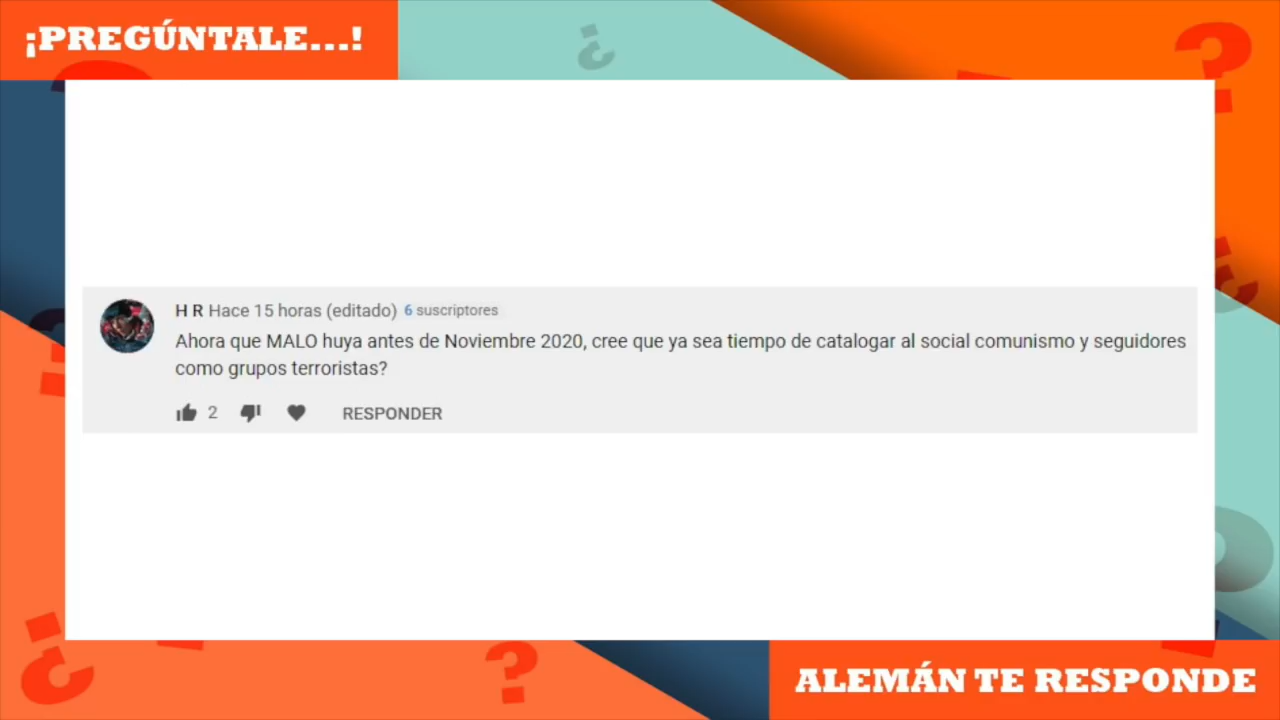 ¡PREGÚNTALE...!
H R Hace 15 horas (editado) 6 suscriptores
Ahora que MALO huya antes de Noviembre 2020, cree que ya sea tiempo de catalogar al social comunismo y seguidores
como grupos terroristas?
2 RESPONDER
ALEMÁN TE RESPONDE